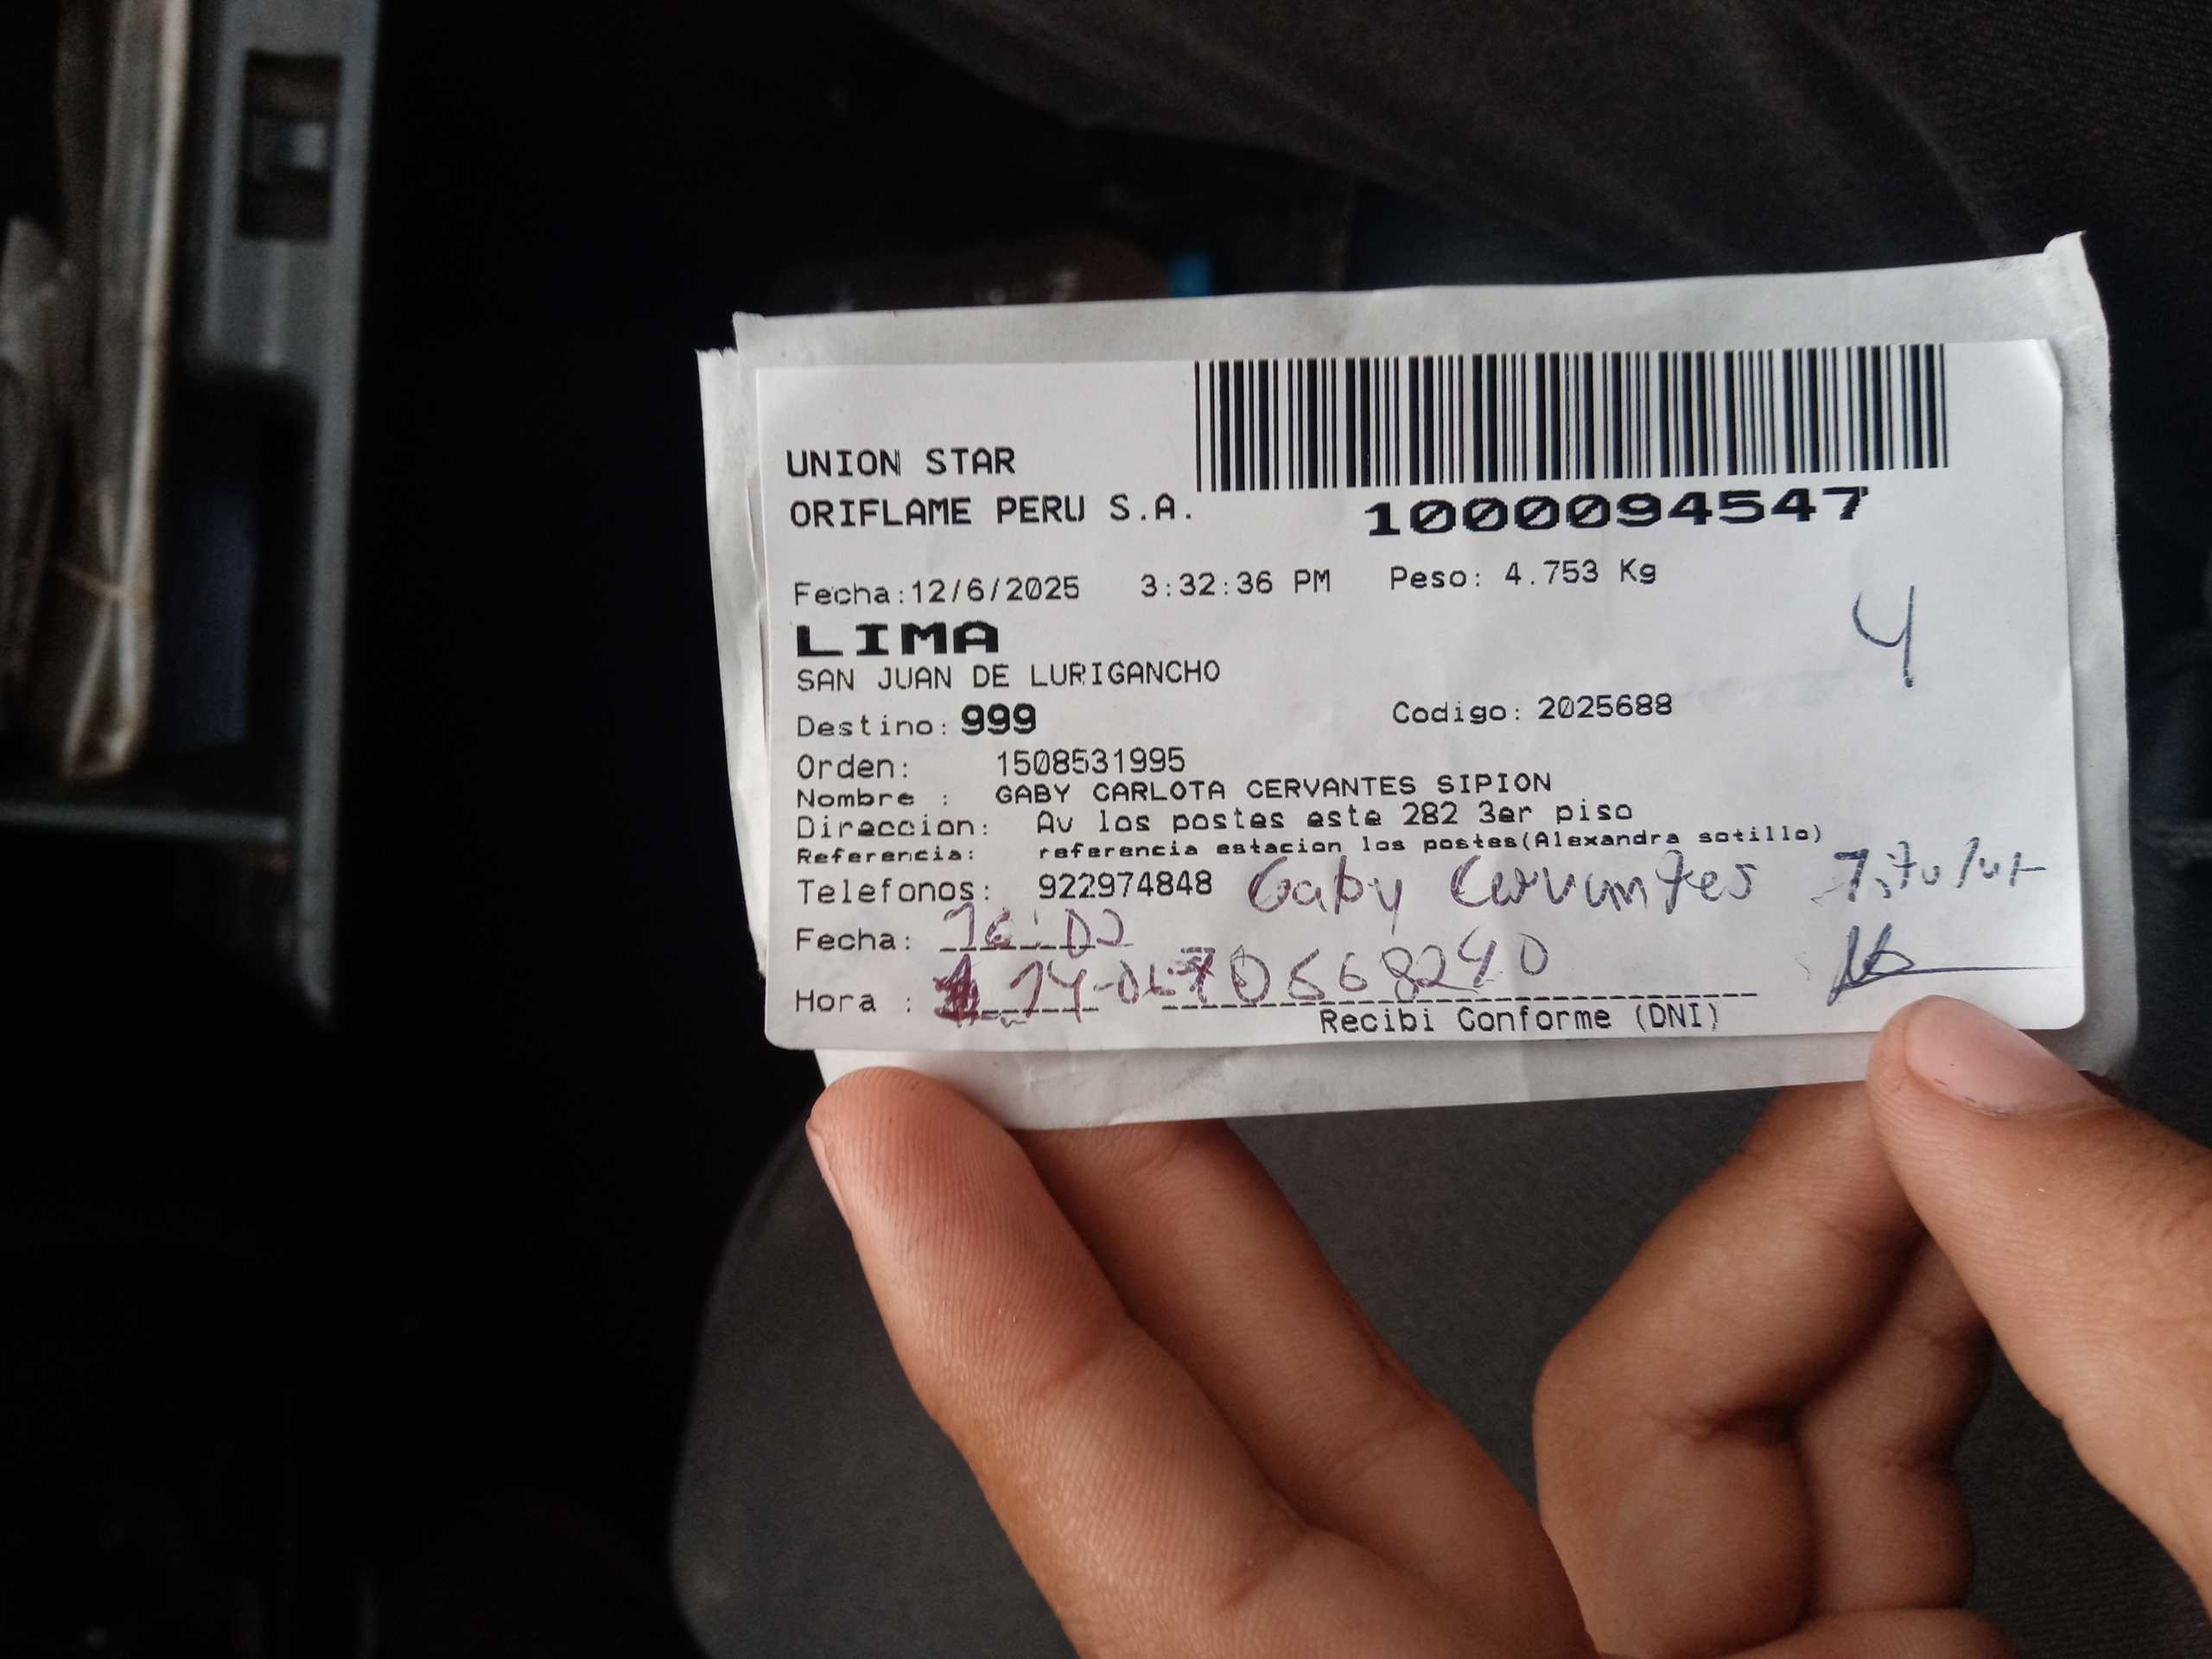 UNION STAR
ORIFLAME PERU S.A.
1000094547
Fecha:12/6/2025 3:32:36 PM Peso: 4.753 Kg
LIMA
4
SAN JUAN DE LURIGANCHO
Destino: 999 Codigo: 2025688
Orden: 1508531995
Nombre : GABY CARLOTA CERVANTES SIPION
Direccion: Av los postes este 282 3er piso
Referencia: referencia estacion los postes(Alexandra sotillo)
Telefonos: 922974848 Gaby Cervantes Titular
Fecha:
Hora :
Recibi Conforme (DNI)